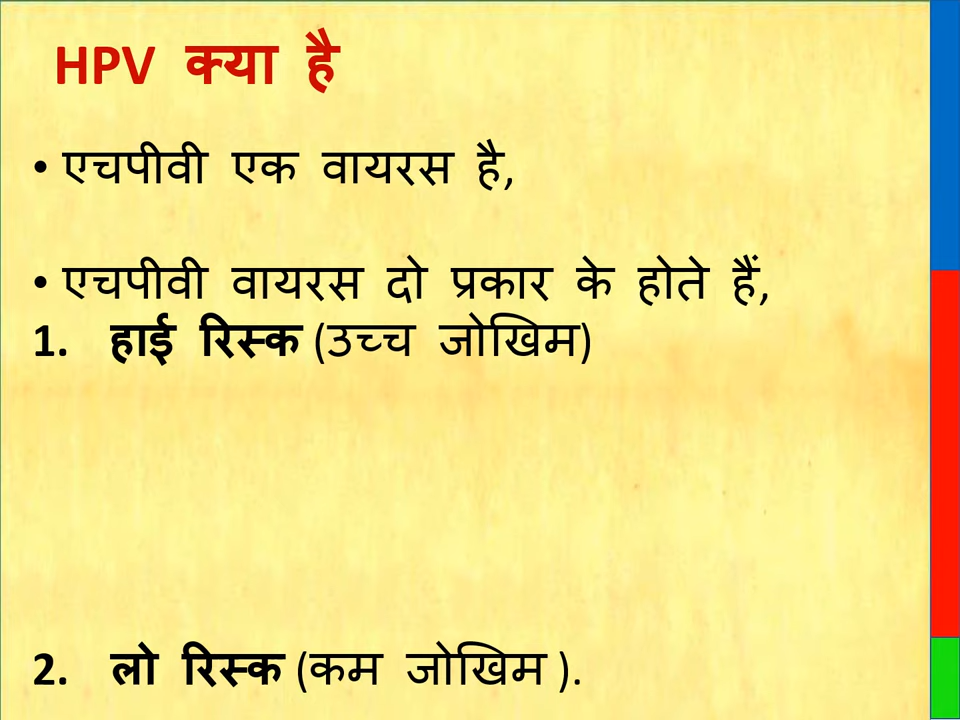 HPV क्या है
• एचपीवी एक वायरस है,
• एचपीवी वायरस दो प्रकार के होते हैं,
1. हाई रिस्क (उच्च जोखिम)
2. लो रिस्क (कम जोखिम ).